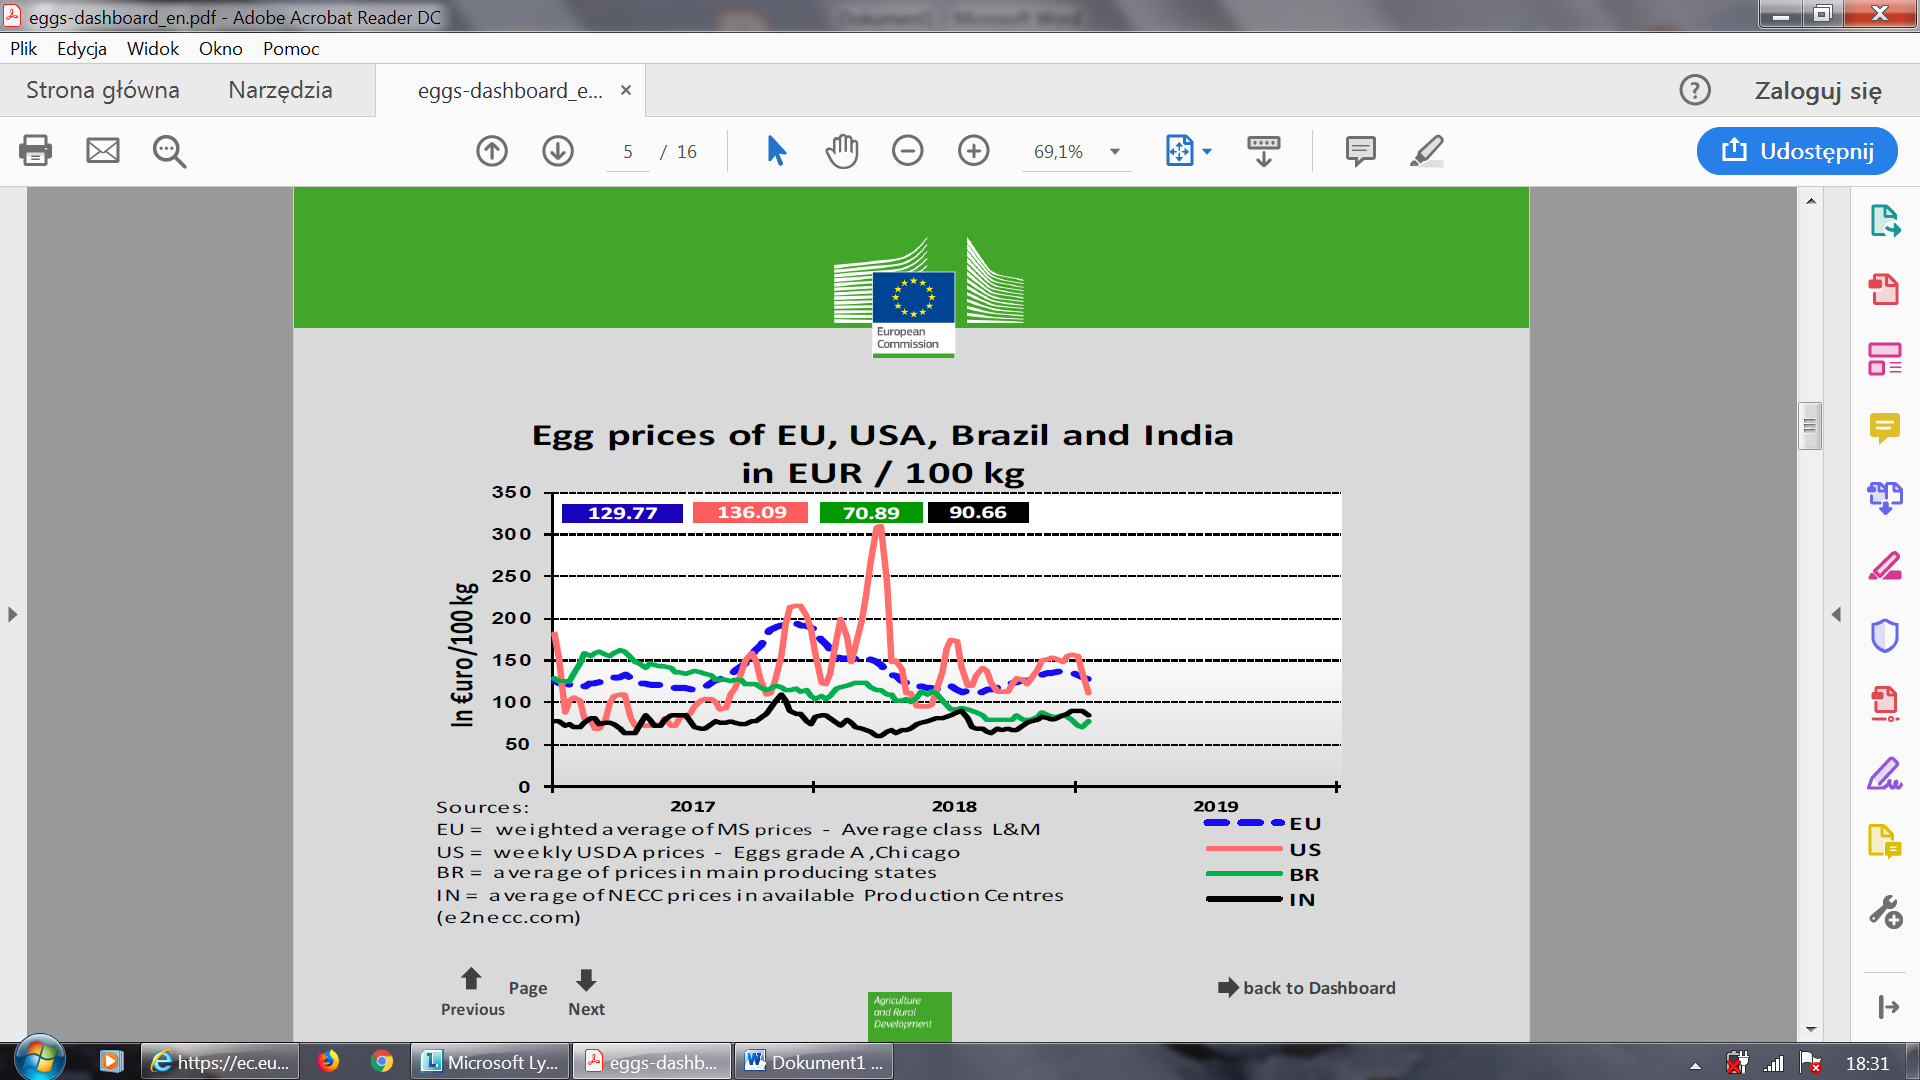 eggs-dashboard_en.pdf - Adobe Acrobat Reader DC
Plik Edycja Widok Okno Pomoc
Strona główna Narzędzia eggs-dashboard_e... × ? Zaloguj się
5 / 16 69,1% Udostępnij
European
Commission
Egg prices of EU, USA, Brazil and India
in EUR / 100 kg
350
129.77 136.09 70.89 90.66
300
250
200
150
100
50
0
In €uro/100 kg
2017 2018 2019
Sources:
EU = weighted average of MS prices - Average class L&M
US = weekly USDA prices - Eggs grade A ,Chicago
BR = average of prices in main producing states
IN = average of NECC prices in available Production Centres
(e2necc.com)
EU
US
BR
IN
Previous Page Next
back to Dashboard
Agriculture
and Rural
Development
https://ec.eu... Microsoft Ly... eggs-dashb... Dokument1 ... 18:31